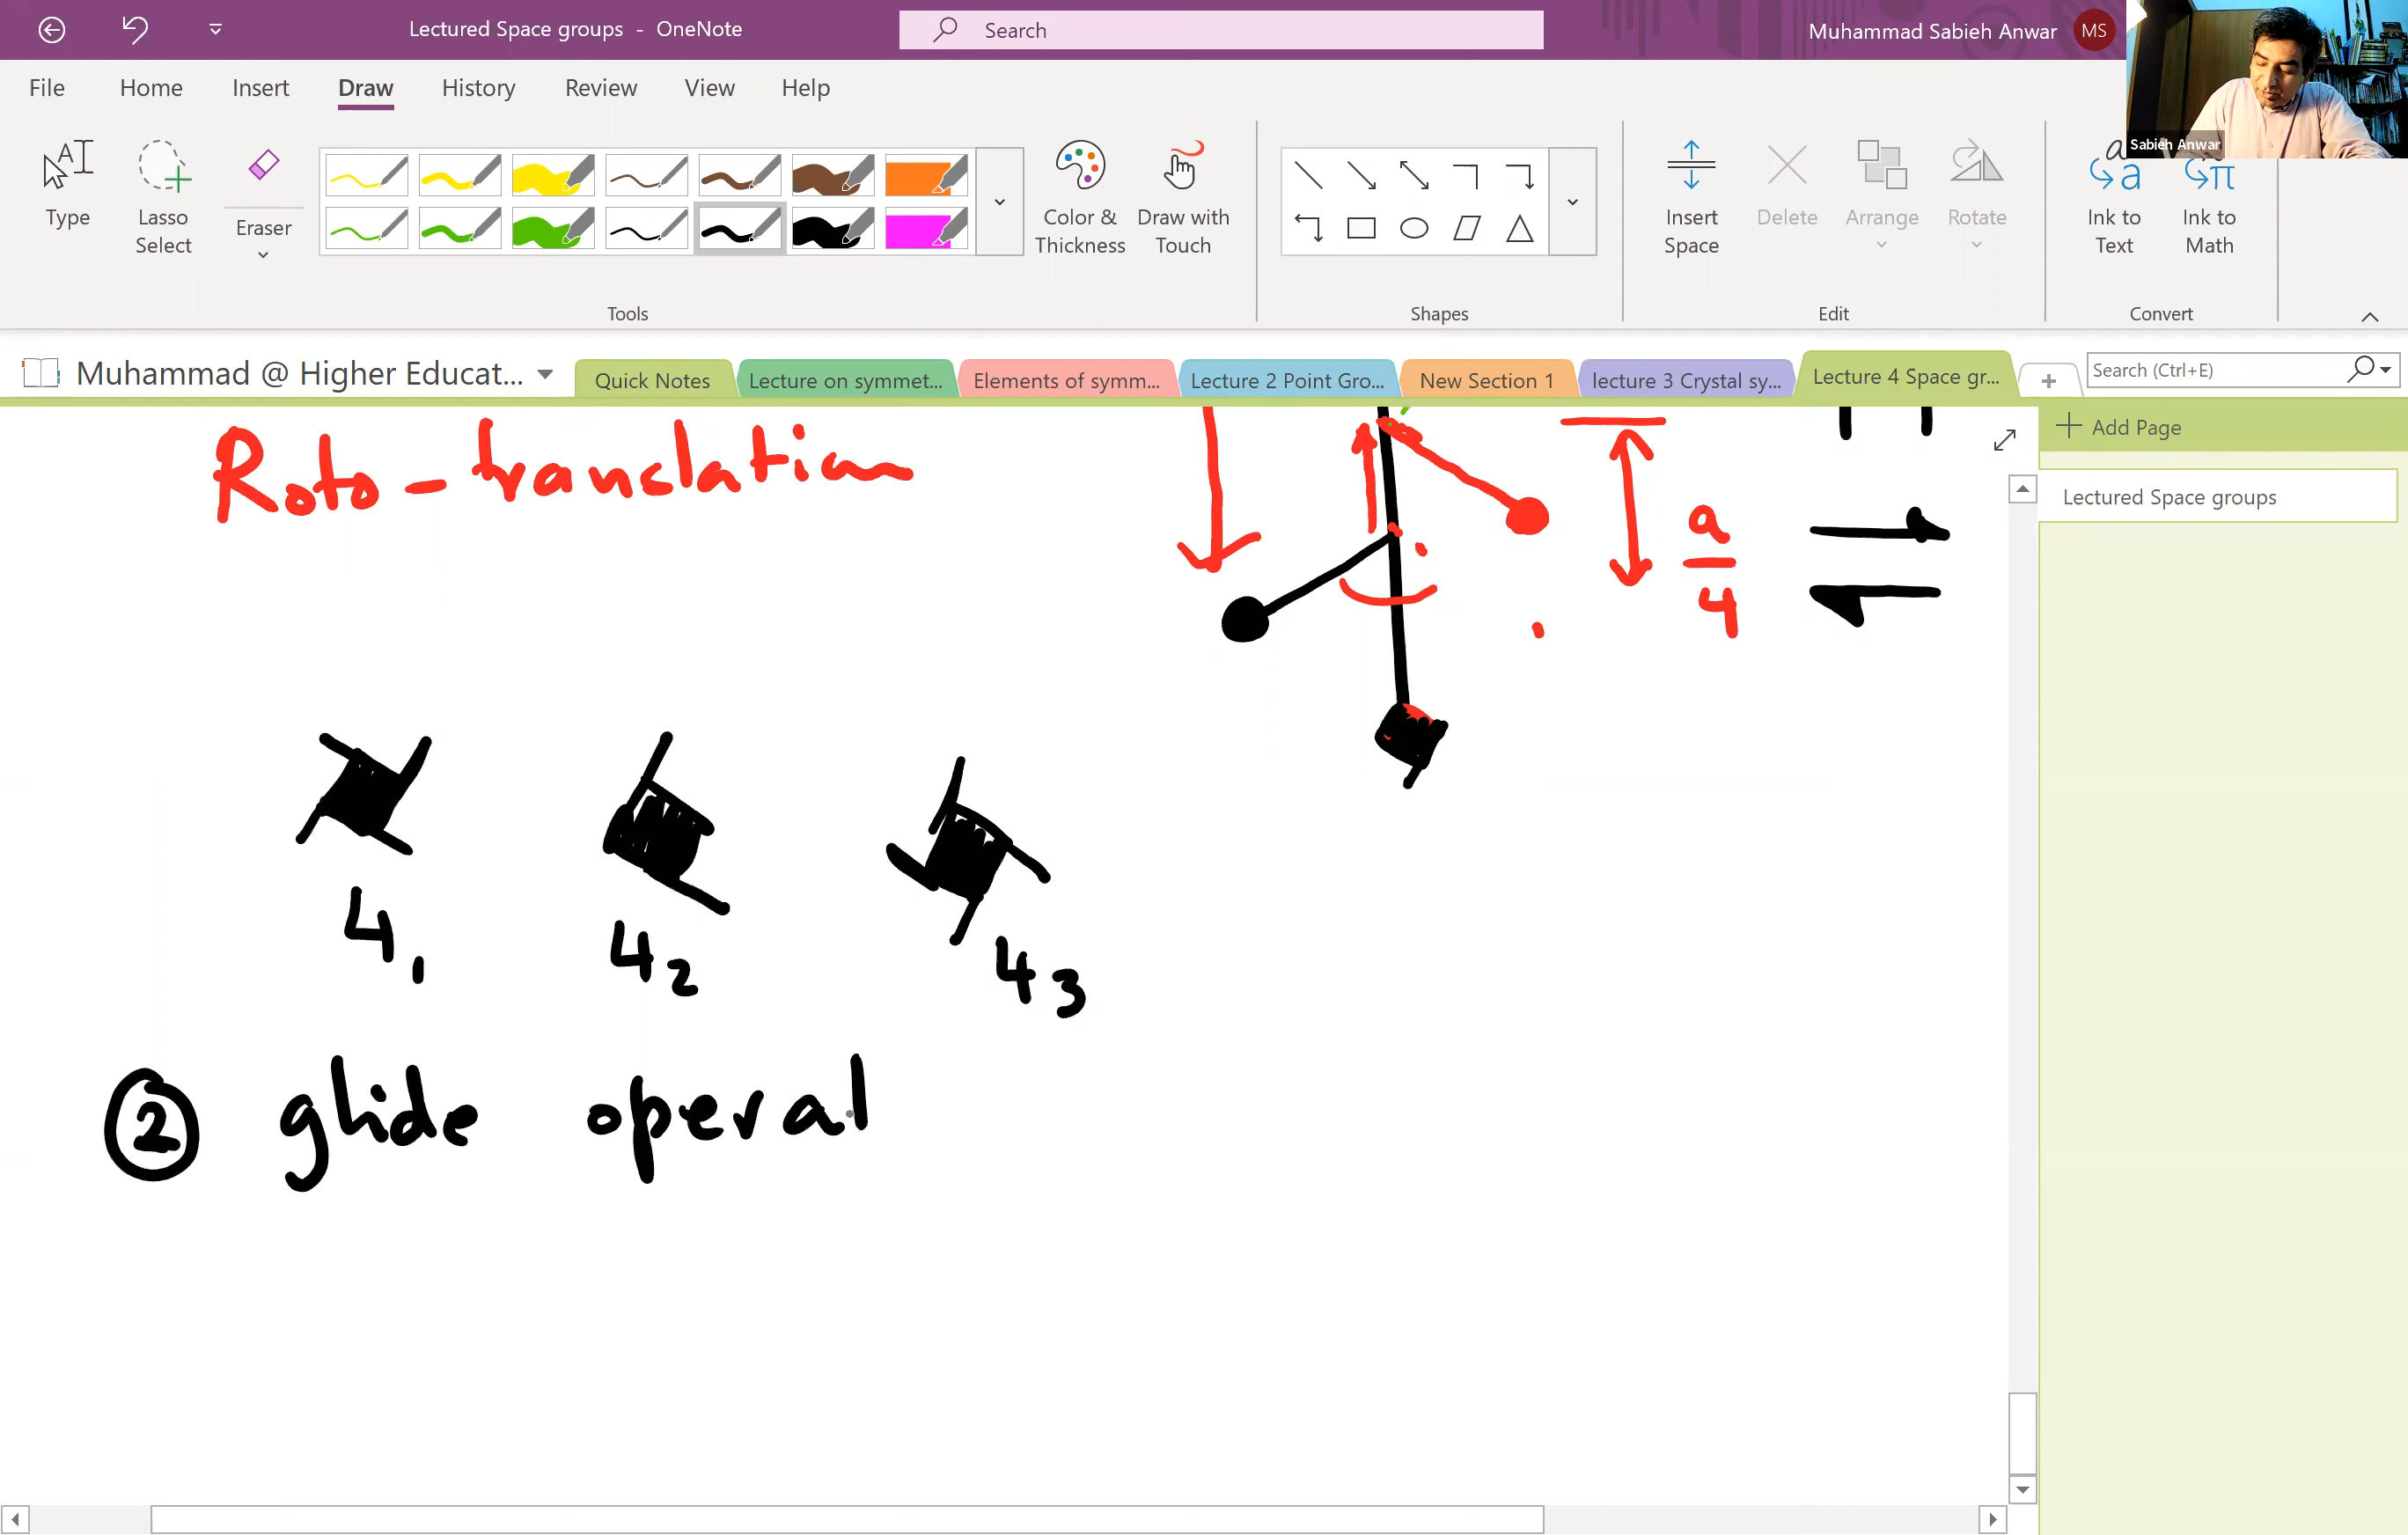 Lectured Space groups - OneNote
Search
Muhammad Sabieh Anwar MS
Sabieh Anwar
File Home Insert Draw History Review View Help
Type
Lasso Select
Eraser
Color & Thickness
Draw with Touch
Insert Space
Delete
Arrange
Rotate
Ink to Text
Ink to Math
Tools
Shapes
Edit
Convert
Muhammad @ Higher Educat...
Quick Notes
Lecture on symmet...
Elements of symm...
Lecture 2 Point Gro...
New Section 1
lecture 3 Crystal sy...
Lecture 4 Space gr...
Search (Ctrl+E)
Add Page
Lectured Space groups
Roto-translation
a
4
4₁ 4₂ 4₃
② glide operal